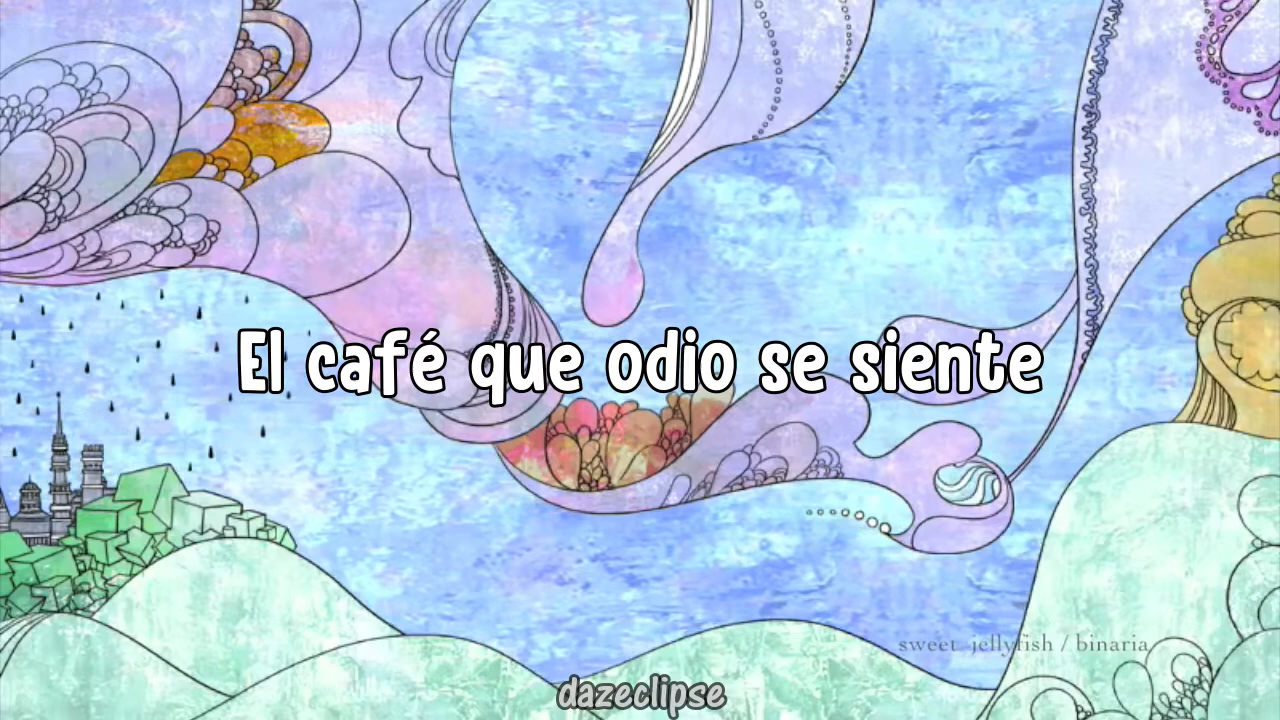 El café que odio se siente
sweet jellyfish / binaria
dazeclipse